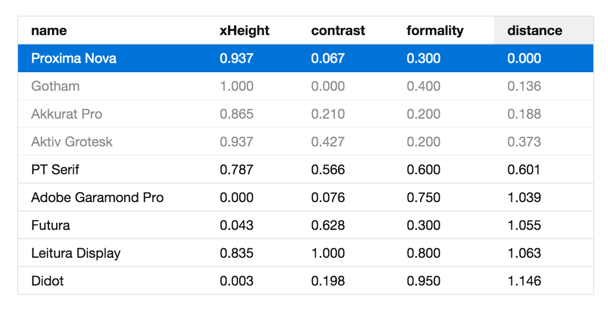 name xHeight contrast formality distance
Proxima Nova 0.937 0.067 0.300 0.000
Gotham 1.000 0.000 0.400 0.136
Akkurat Pro 0.865 0.210 0.200 0.188
Aktiv Grotesk 0.937 0.427 0.200 0.373
PT Serif 0.787 0.566 0.600 0.601
Adobe Garamond Pro 0.000 0.076 0.750 1.039
Futura 0.043 0.628 0.300 1.055
Leitura Display 0.835 1.000 0.800 1.063
Didot 0.003 0.198 0.950 1.146